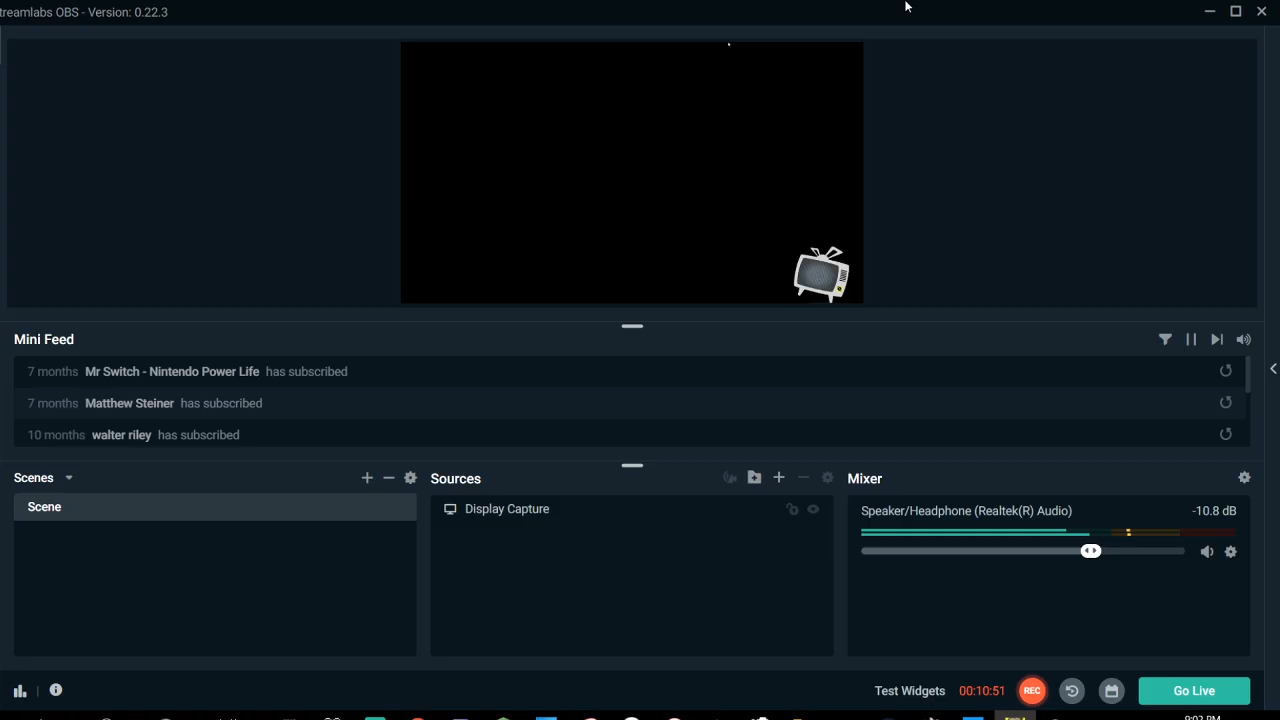 treamlabs OBS - Version: 0.22.3
Mini Feed
7 months Mr Switch - Nintendo Power Life has subscribed
7 months Matthew Steiner has subscribed
10 months walter riley has subscribed
Scenes
Scene
Sources
Display Capture
Mixer
Speaker/Headphone (Realtek(R) Audio) -10.8 dB
Test Widgets 00:10:51 REC Go Live